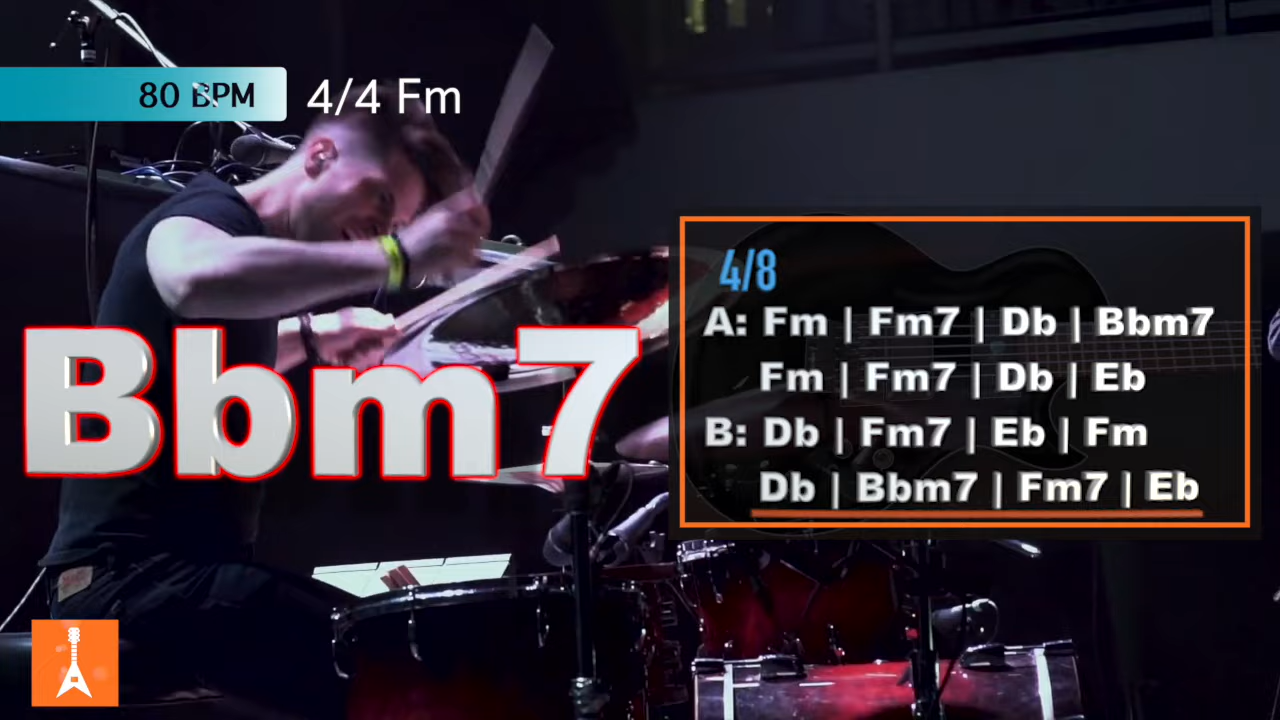 80 BPM
4/4 Fm
Bbm7
4/8
A: Fm | Fm7 | Db | Bbm7
Fm | Fm7 | Db | Eb
B: Db | Fm7 | Eb | Fm
Db | Bbm7 | Fm7 | Eb